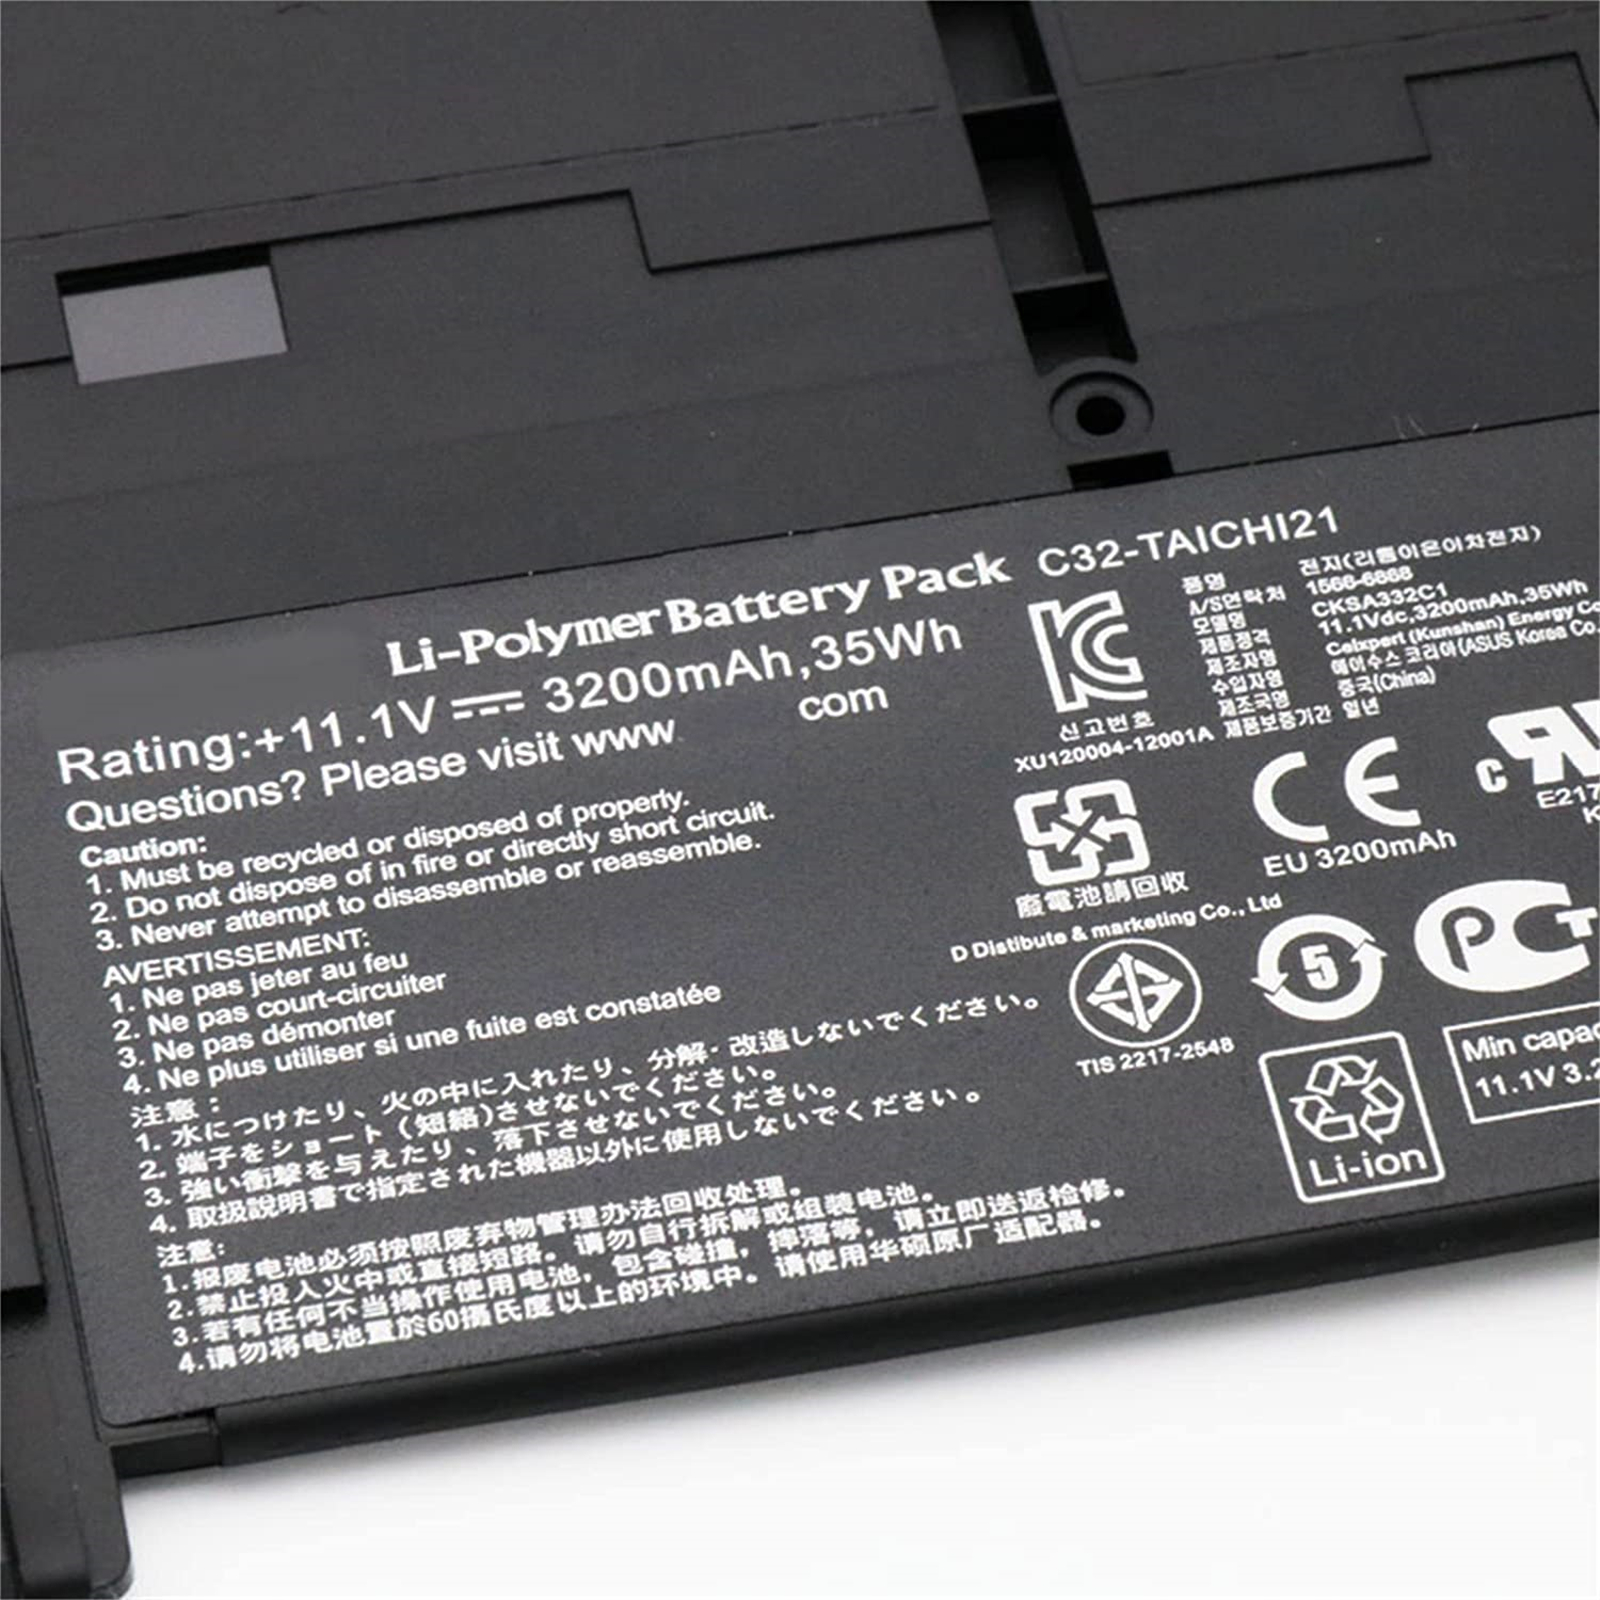 Li-Polymer Battery Pack C32-TAICHI21
Rating:+11.1V 3200mAh,35Wh
Questions? Please visit www com
Caution:
1. Must be recycled or disposed of properly.
2. Do not dispose of in fire or directly short circuit.
3. Never attempt to disassemble or reassemble.
AVERTISSEMENT:
1. Ne pas jeter au feu
2. Ne pas court-circuiter
3. Ne pas démonter
4. Ne plus utiliser si une fuite est constatée
注意：
1. 水につけたり、火の中に入れたり、分解·改造しないでください。
2. 端子をショート（短絡)させないでください。
3. 強い衝撃を与えたり、落下させないでください。
4. 取扱說明書で指定された機器以外に使用しないでください。
注意:
1.报废电池必须按照废弃物管理办法回收处理。
2.禁止投入火中或直接短路。请勿自行拆解或组装电池。
3.若有任何不当操作使用电池，包含碰撞，摔落等，请立即送返检修。
4.请勿将电池置於60摄氏度以上的环境中。请使用华硕原厂适配器。
신고번호
XU120004-12001A
품명 전지(리튬이온이차전지)
A/S연락처 1566-6868
모델명 CKSA332C1
제품정격 11.1Vdc,3200mAh,35Wh
제조자명 Celxpert (Kunshan) Energy Co
수입자명 에이수스 코리아(ASUS Korea Co.
제조국명 중국(China)
제품보증기간 일년
廢電池請回收
EU 3200mAh
E217
D Distibute & marketing Co., Ltd
TIS 2217-2548
5
Li-ion
Min capac
11.1V 3.2